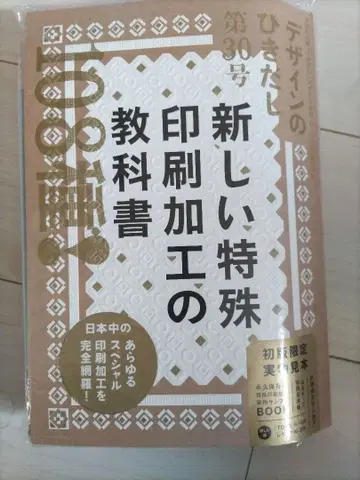 デザインの
ひきだし
第30号
新しい特殊
印刷加工の
教科書
108種!
日本中の
あらゆる
スペシャル
印刷加工を
完全網羅!
初版限定
実物見本
BOOK